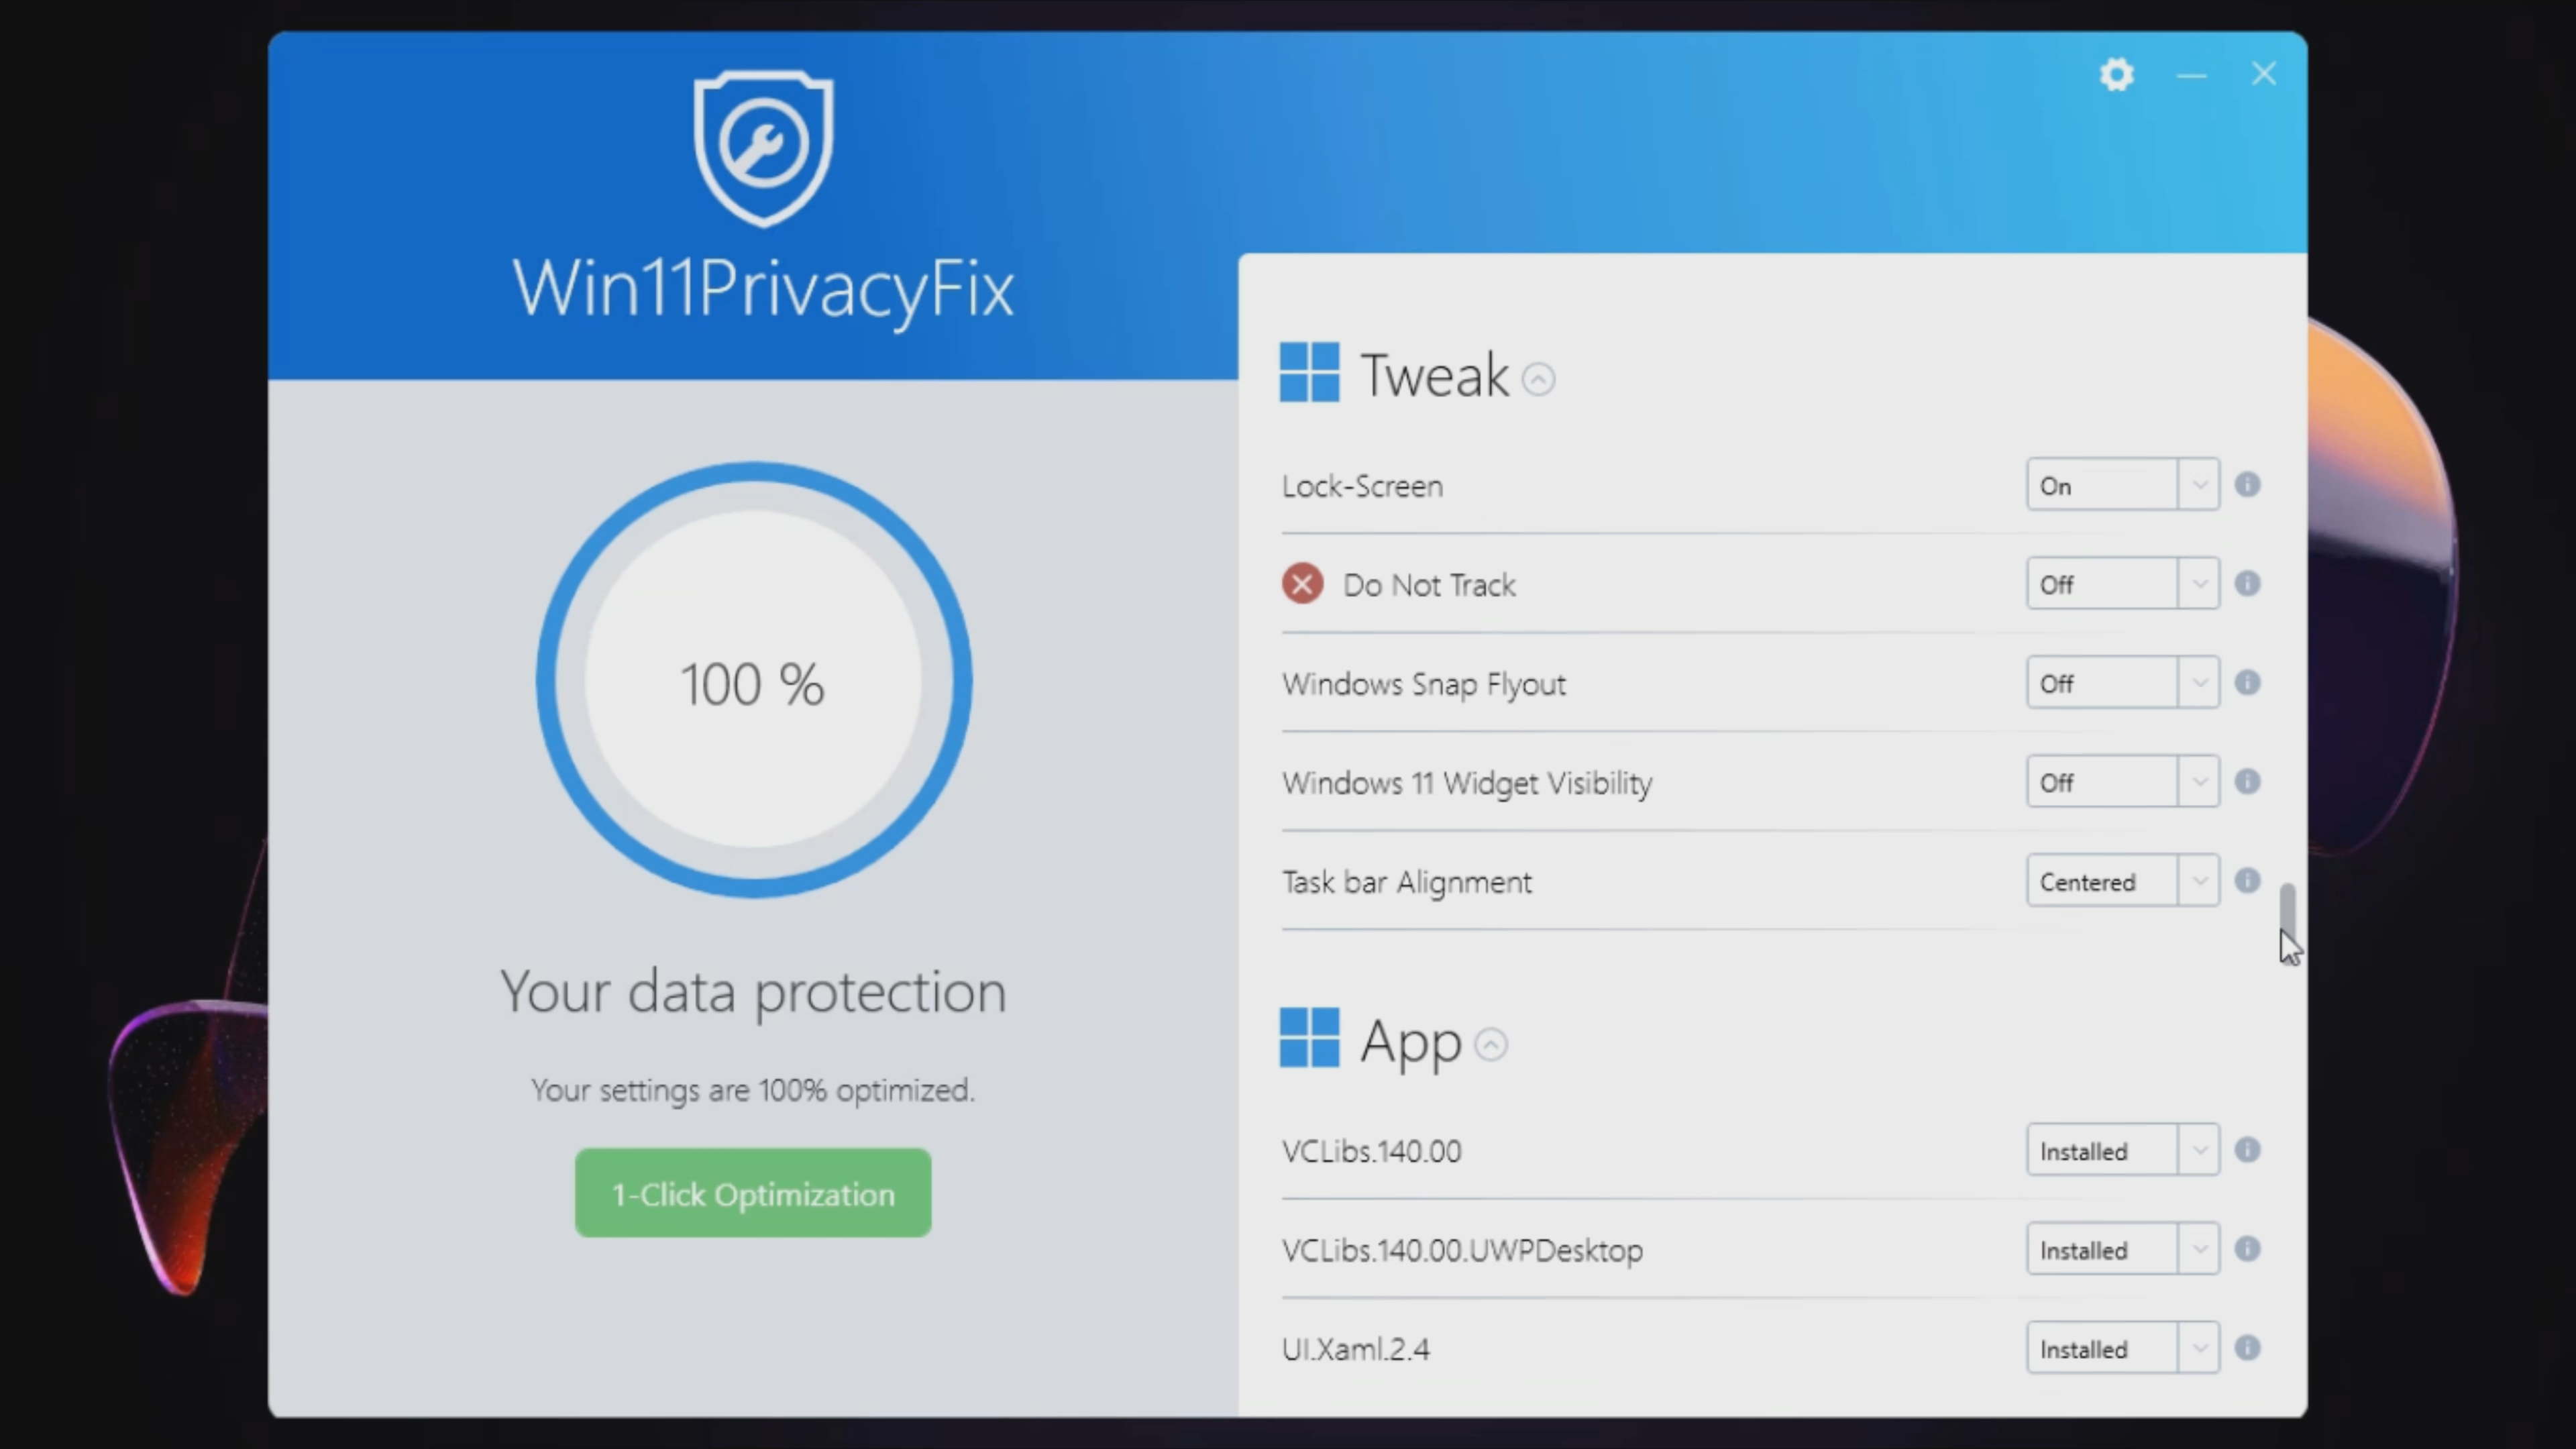 Win11PrivacyFix
100 %
Your data protection
Your settings are 100% optimized.
1-Click Optimization
Tweak
Lock-Screen On
Do Not Track Off
Windows Snap Flyout Off
Windows 11 Widget Visibility Off
Task bar Alignment Centered
App
VCLibs.140.00 Installed
VCLibs.140.00.UWPDesktop Installed
UI.Xaml.2.4 Installed